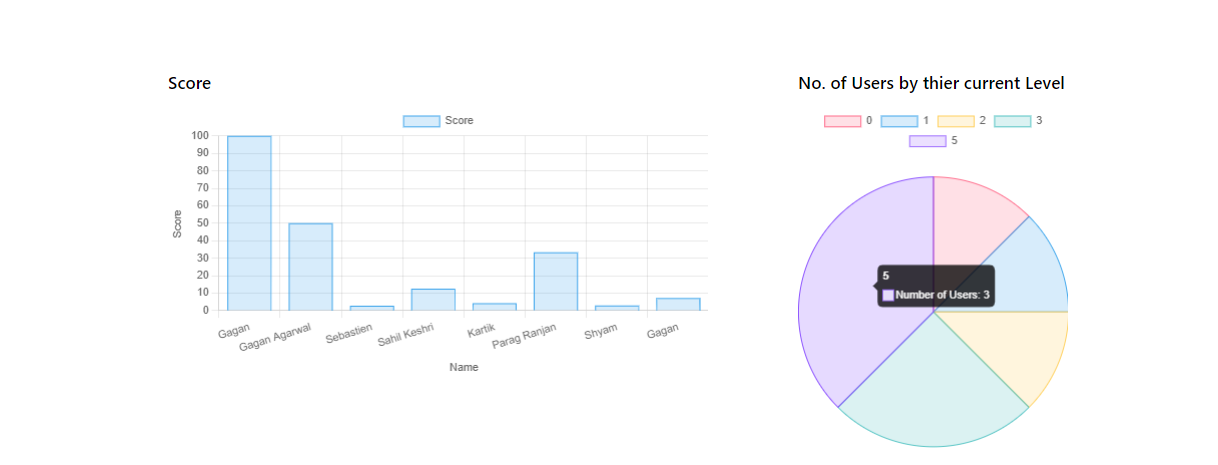 Score
Score
100
90
80
70
60
50
40
30
20
10
0
Score
Gagan
Gagan Agarwal
Sebastien
Sahil Keshri
Kartik
Parag Ranjan
Shyam
Gagan
Name
No. of Users by thier current Level
0 1 2 3
5
5
Number of Users: 3